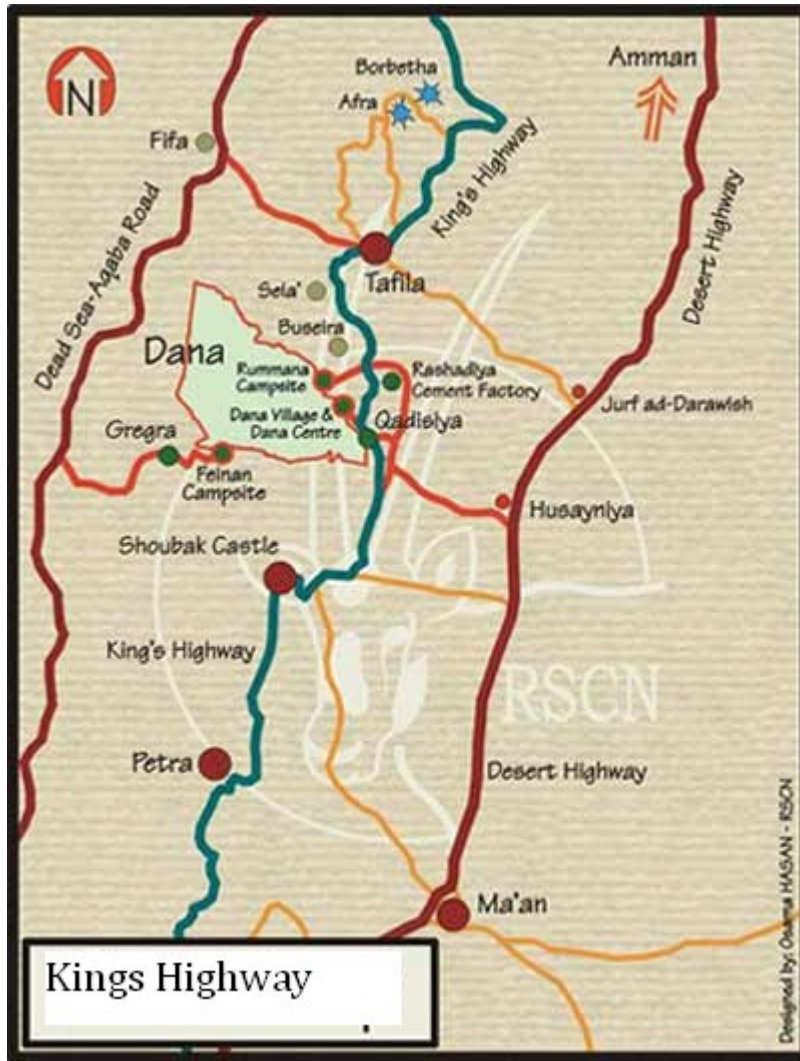 N
Borbetha
Amman
Afra
Fifa
King's Highway
Dead Sea-Aqaba Road
Desert Highway
Tafila
Sela'
Buseira
Dana
Rummana
Campsite
Rashadiya
Cement Factory
Jurf ad-Darawish
Dana Village &
Dana Centre
Qadisiya
Gregra
Feinan
Campsite
Husayniya
Shoubak Castle
King's Highway
RSCN
Petra
Desert Highway
Ma'an
Kings Highway
Designed by: Osama HASAN - RSCN